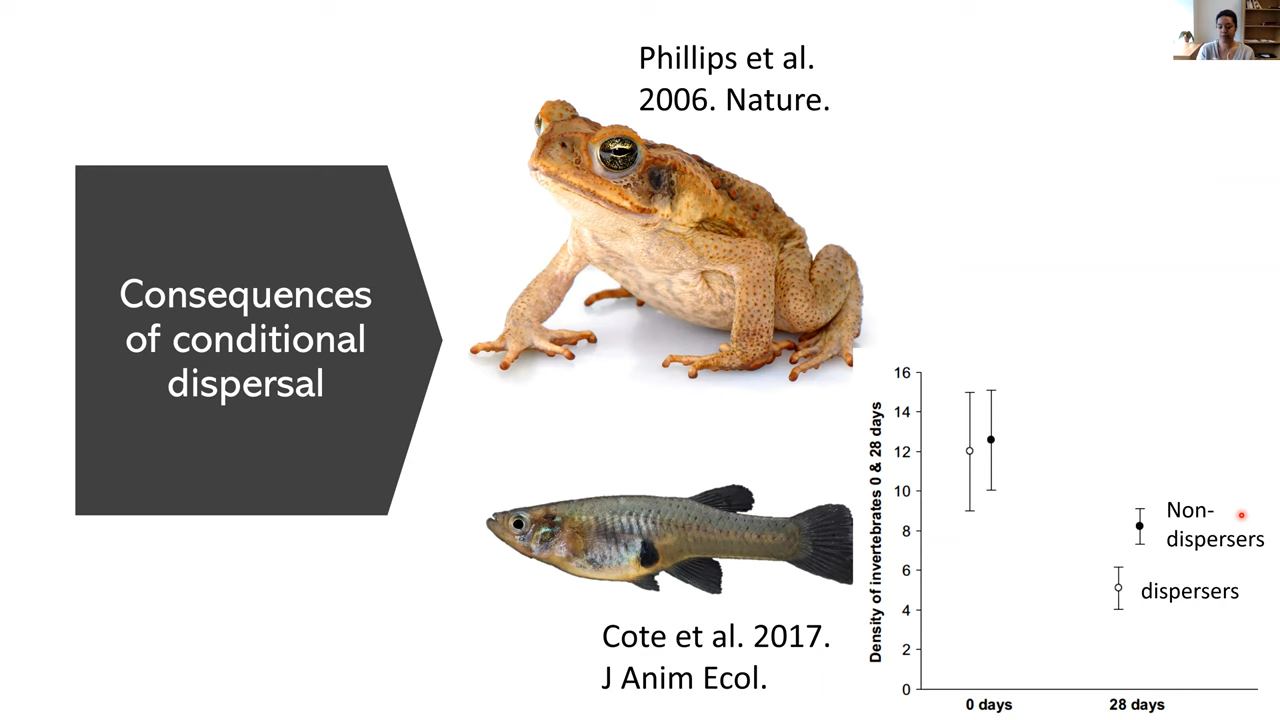 Phillips et al.
2006. Nature.
Consequences
of conditional
dispersal
Cote et al. 2017.
J Anim Ecol.
Density of invertebrates 0 & 28 days
16
14
12
10
8
6
4
2
0
Non-
dispersers
dispersers
0 days
28 days